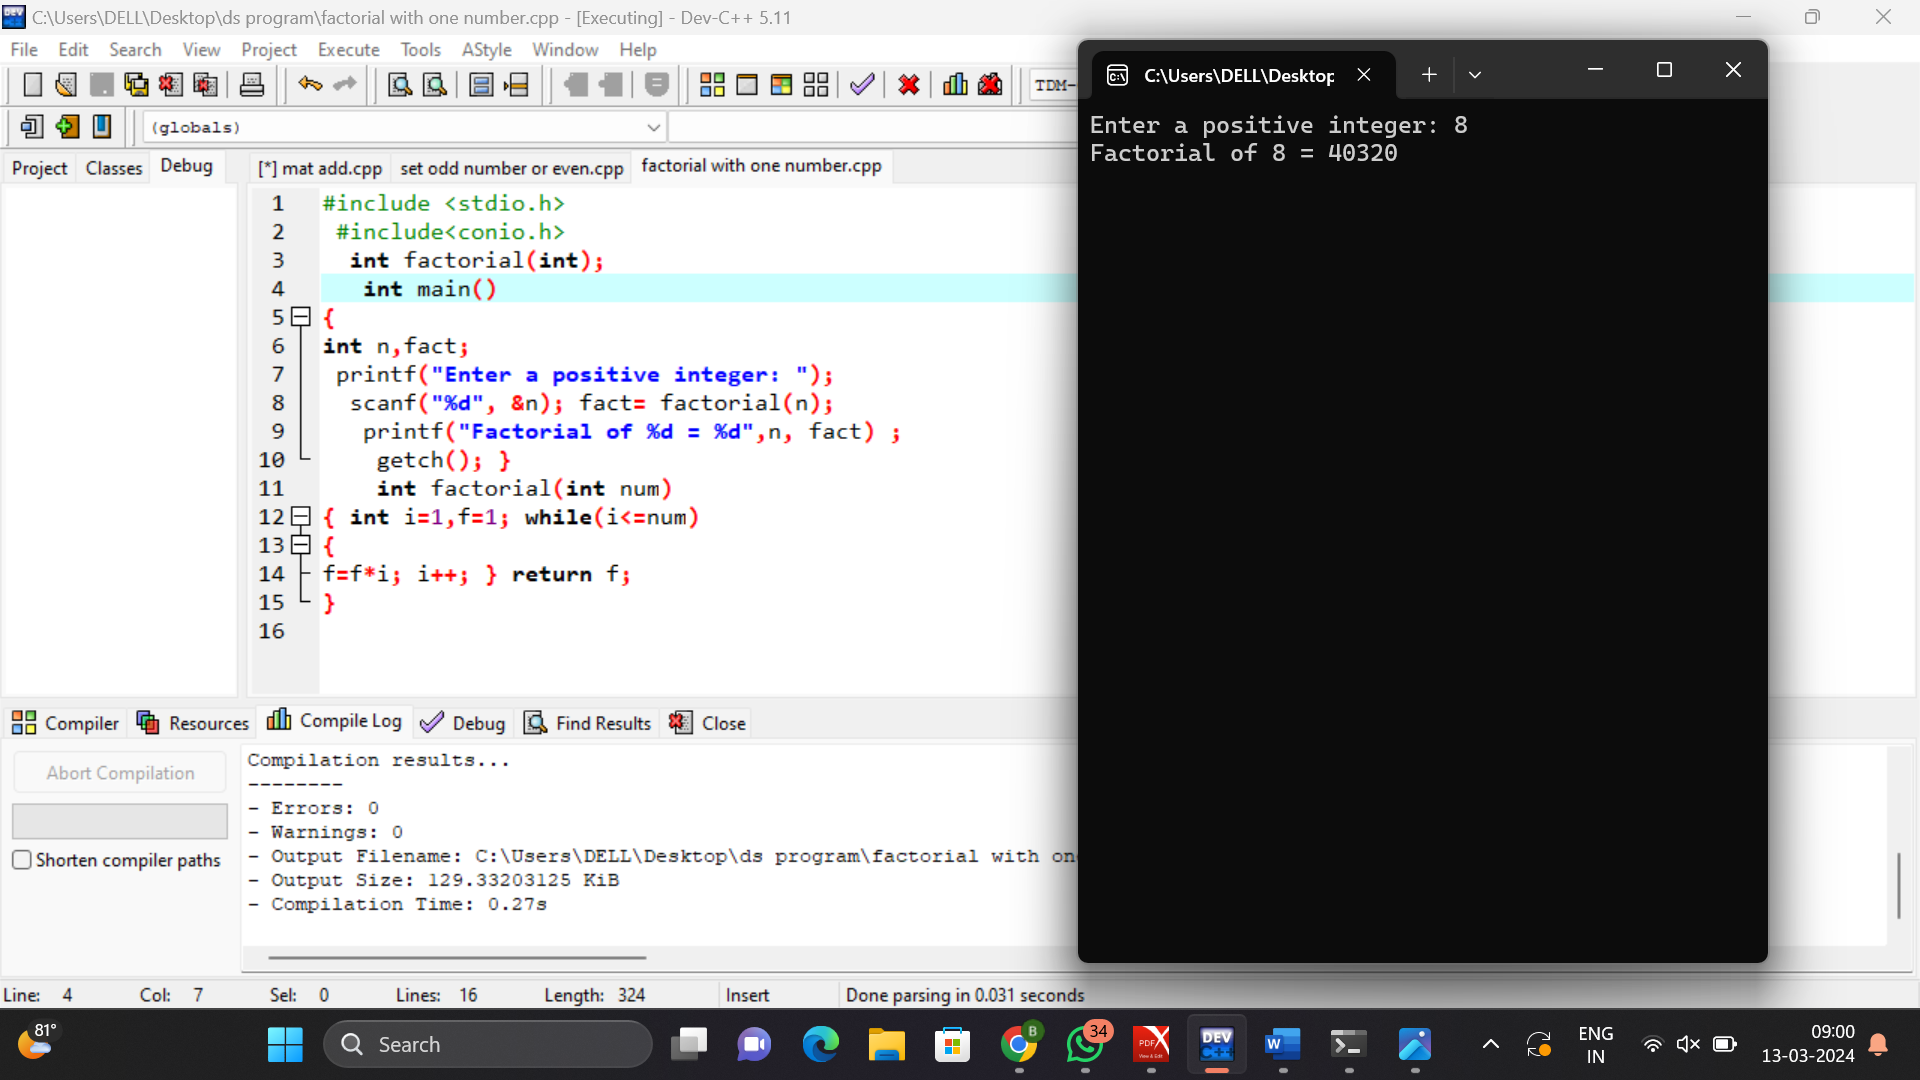 C:\Users\DELL\Desktop\ds program\factorial with one number.cpp - [Executing] - Dev-C++ 5.11
File Edit Search View Project Execute Tools AStyle Window Help
TDM-
(globals)
Project Classes Debug
[*] mat add.cpp set odd number or even.cpp factorial with one number.cpp
1 #include <stdio.h>
2 #include<conio.h>
3 int factorial(int);
4 int main()
5 {
6 int n,fact;
7 printf("Enter a positive integer: ");
8 scanf("%d", &n); fact= factorial(n);
9 printf("Factorial of %d = %d",n, fact) ;
10 getch(); }
11 int factorial(int num)
12 { int i=1,f=1; while(i<=num)
13 {
14 f=f*i; i++; } return f;
15 }
16
C:\Users\DELL\Desktop
Enter a positive integer: 8
Factorial of 8 = 40320
Compiler Resources Compile Log Debug Find Results Close
Abort Compilation
Shorten compiler paths
Compilation results...
--------
- Errors: 0
- Warnings: 0
- Output Filename: C:\Users\DELL\Desktop\ds program\factorial with on
- Output Size: 129.33203125 KiB
- Compilation Time: 0.27s
Line: 4 Col: 7 Sel: 0 Lines: 16 Length: 324 Insert Done parsing in 0.031 seconds
81°
Search
B
34
PDF
View & Edit
DEV
C++
W
ENG
IN
09:00
13-03-2024